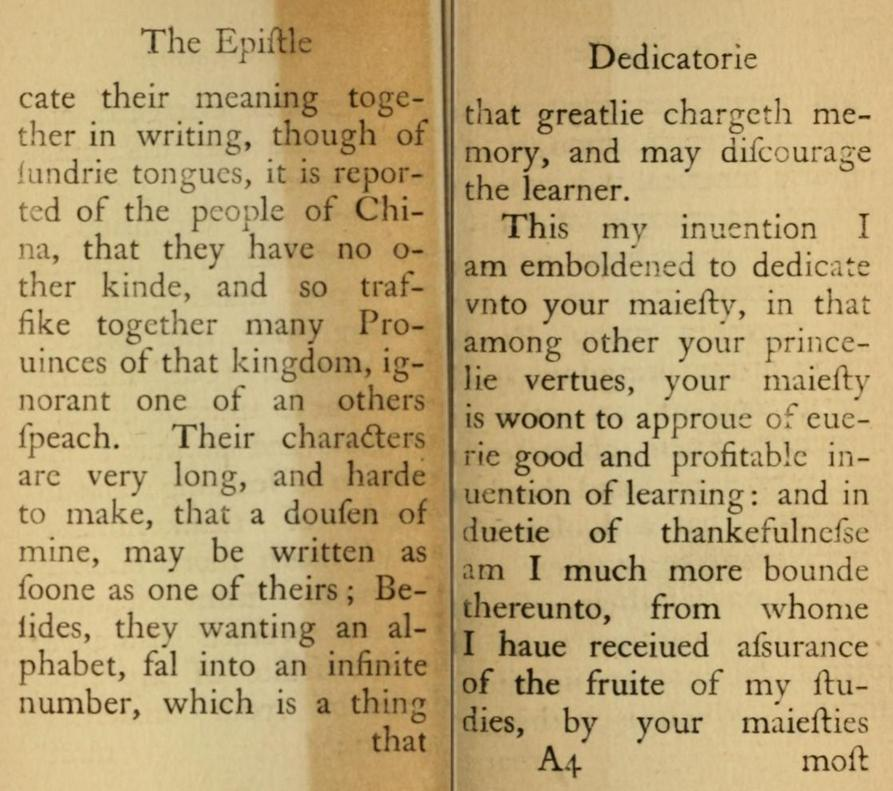 The Epiſtle
cate their meaning toge-
ther in writing, though of
ſundrie tongues, it is repor-
ted of the people of Chi-
na, that they have no o-
ther kinde, and so traf-
fike together many Pro-
uinces of that kingdom, ig-
norant one of an others
ſpeach. Their characters
are very long, and harde
to make, that a douſen of
mine, may be written as
ſoone as one of theirs; Be-
ſides, they wanting an al-
phabet, fal into an infinite
number, which is a thing
that
Dedicatorie
that greatlie chargeth me-
mory, and may diſcourage
the learner.
This my inuention I
am emboldened to dedicate
vnto your maieſty, in that
among other your prince-
lie vertues, your maieſty
is woont to approue of eue-
rie good and profitable in-
uention of learning: and in
duetie of thankefulneſse
am I much more bounde
thereunto, from whome
I haue receiued aſsurance
of the fruite of my ſtu-
dies, by your maieſties
A4 moſt